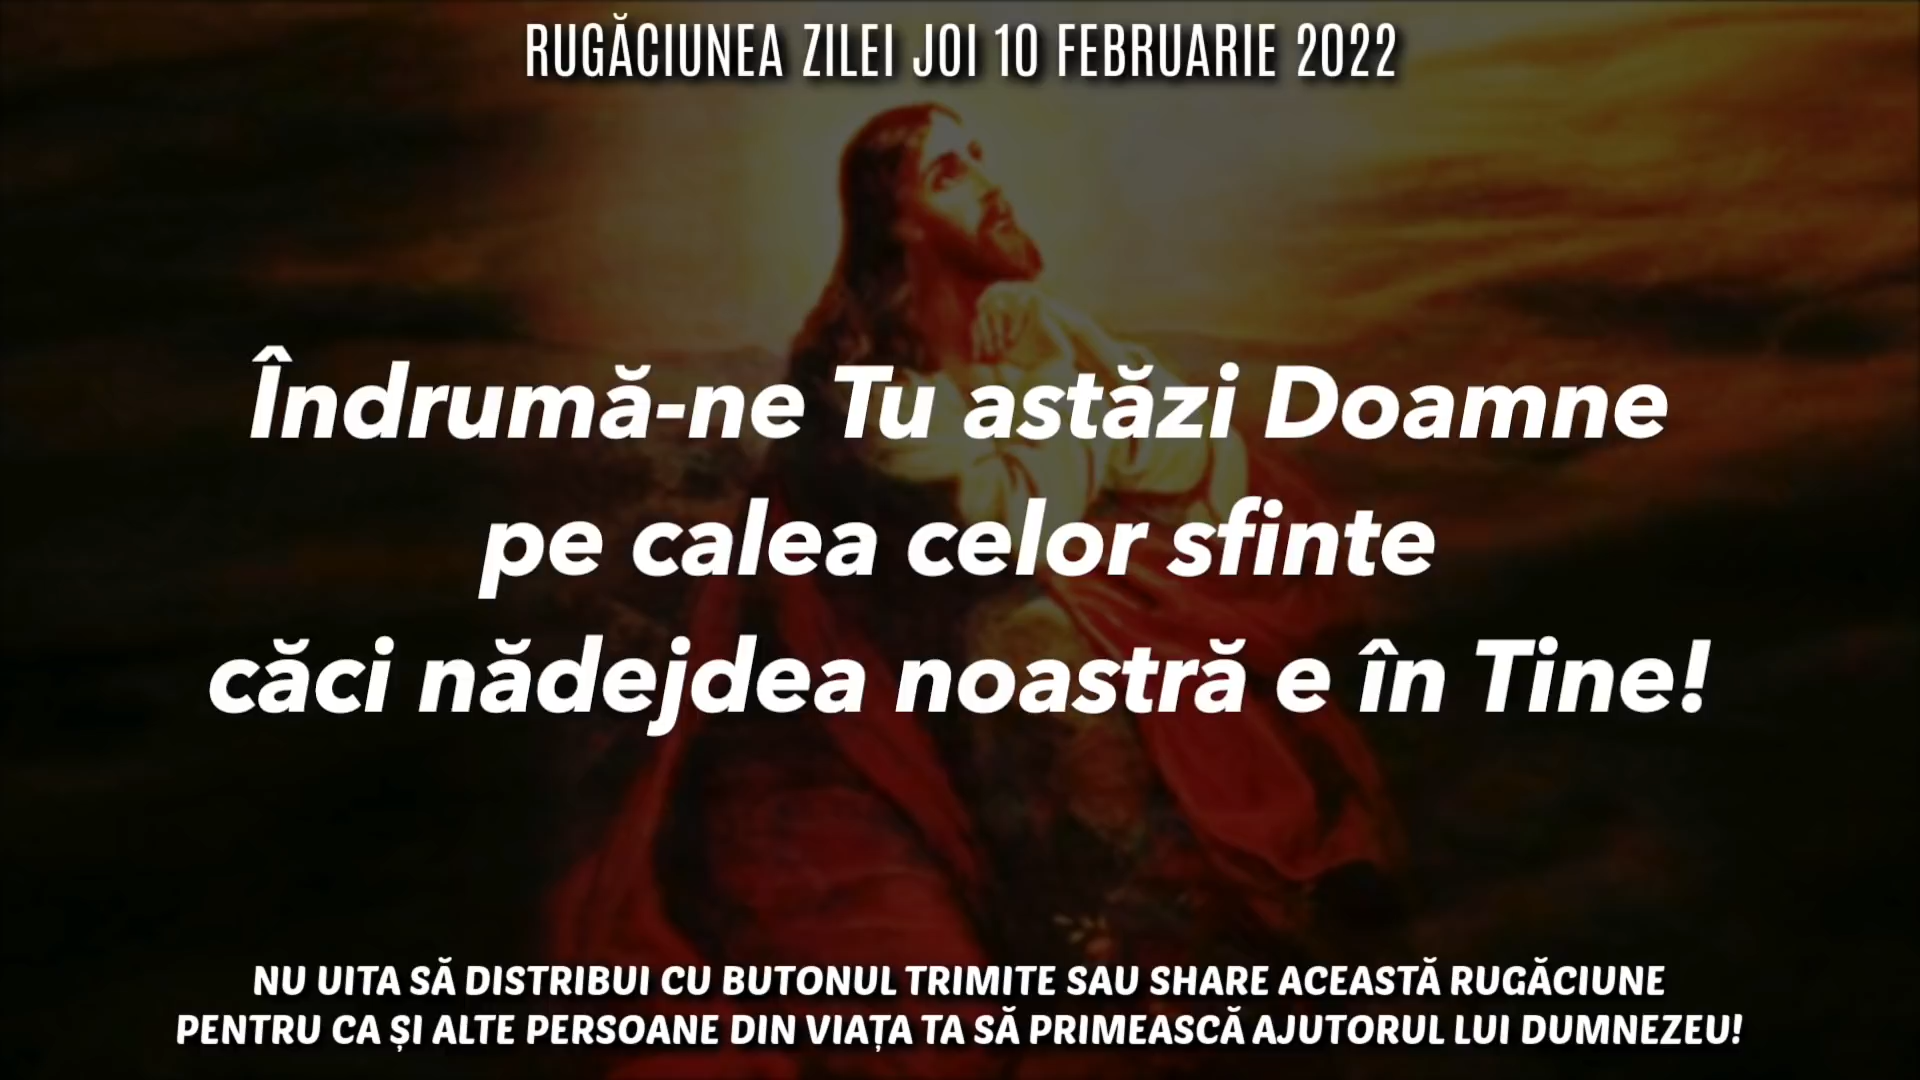 RUGĂCIUNEA ZILEI JOI 10 FEBRUARIE 2022
Îndrumă-ne Tu astăzi Doamne
pe calea celor sfinte
căci nădejdea noastră e în Tine!
NU UITA SĂ DISTRIBUI CU BUTONUL TRIMITE SAU SHARE ACEASTĂ RUGĂCIUNE
PENTRU CA ȘI ALTE PERSOANE DIN VIAȚA TA SĂ PRIMEASCĂ AJUTORUL LUI DUMNEZEU!